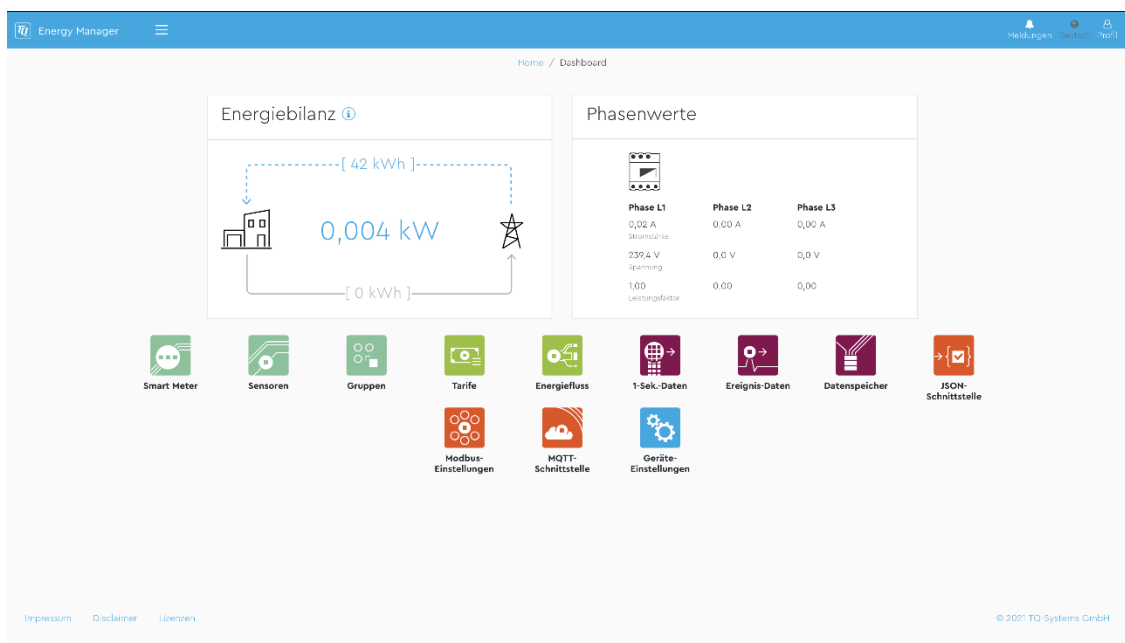 TQ Energy Manager
Meldungen Deutsch Profil
Home / Dashboard
Energiebilanz i
[ 42 kWh ]
0,004 kW
[ 0 kWh ]
Phasenwerte
Phase L1 Phase L2 Phase L3
0,02 A 0,00 A 0,00 A
Stromstärke
239,4 V 0,0 V 0,0 V
Spannung
1,00 0,00 0,00
Leistungsfaktor
Smart Meter Sensoren Gruppen Tarife Energiefluss 1-Sek.-Daten Ereignis-Daten Datenspeicher JSON-
Schnittstelle
Modbus- MQTT- Geräte-
Einstellungen Schnittstelle Einstellungen
Impressum Disclaimer Lizenzen © 2021 TQ-Systems GmbH